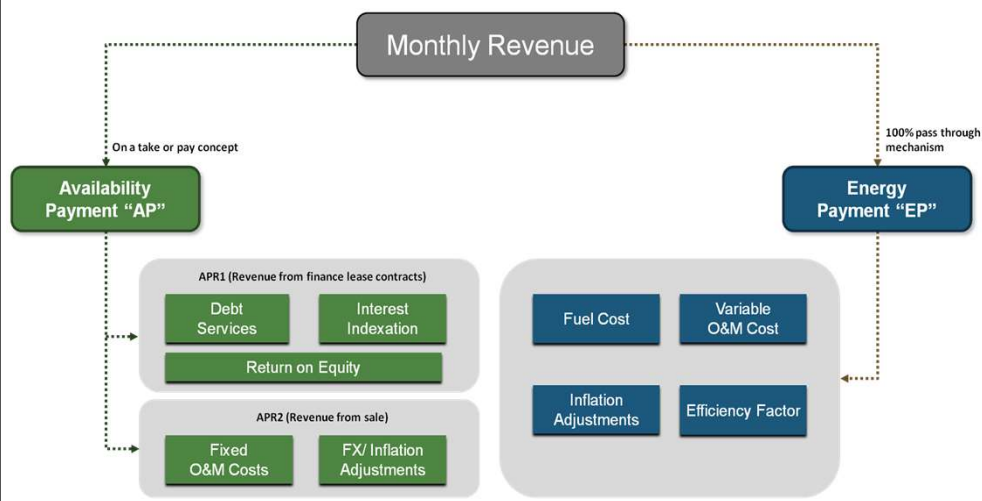 Monthly Revenue
On a take or pay concept
100% pass through
mechanism
Availability
Payment “AP”
Energy
Payment “EP”
APR1 (Revenue from finance lease contracts)
Debt
Services
Interest
Indexation
Return on Equity
APR2 (Revenue from sale)
Fixed
O&M Costs
FX/ Inflation
Adjustments
Fuel Cost
Variable
O&M Cost
Inflation
Adjustments
Efficiency Factor